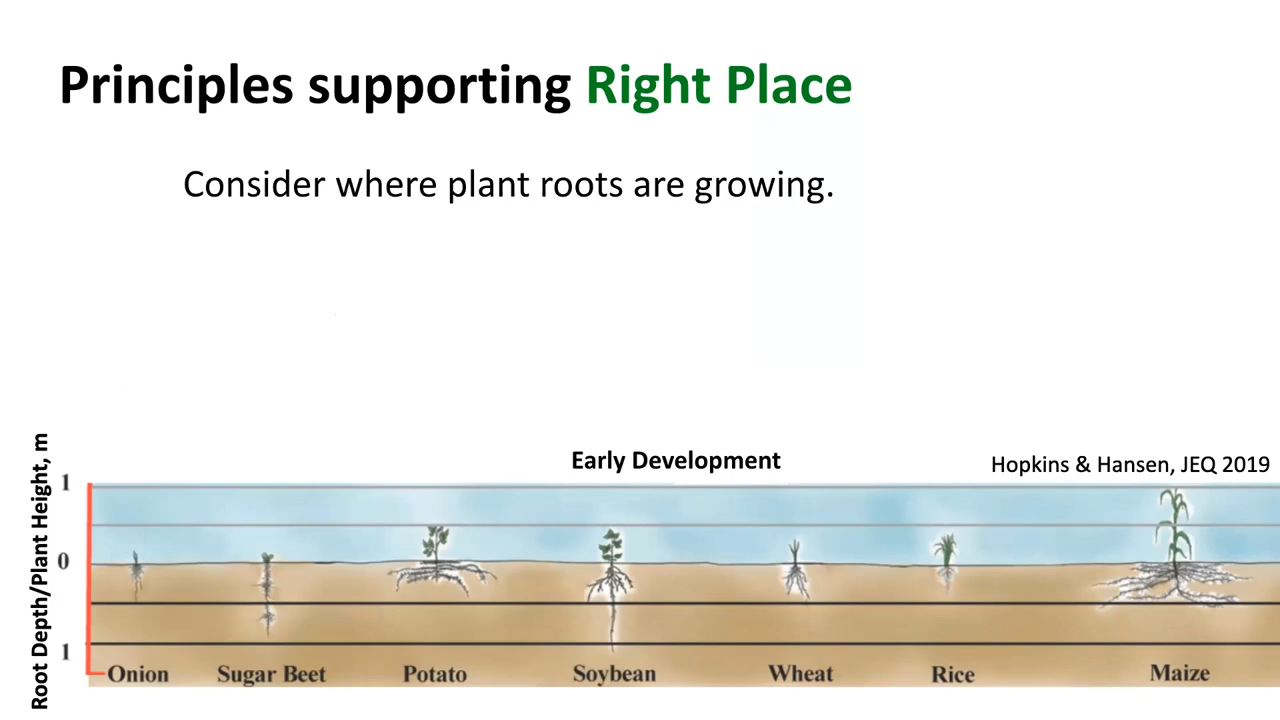 Principles supporting Right Place
Consider where plant roots are growing.
Early Development
Hopkins & Hansen, JEQ 2019
Root Depth/Plant Height, m
1
0
1
Onion Sugar Beet Potato Soybean Wheat Rice Maize